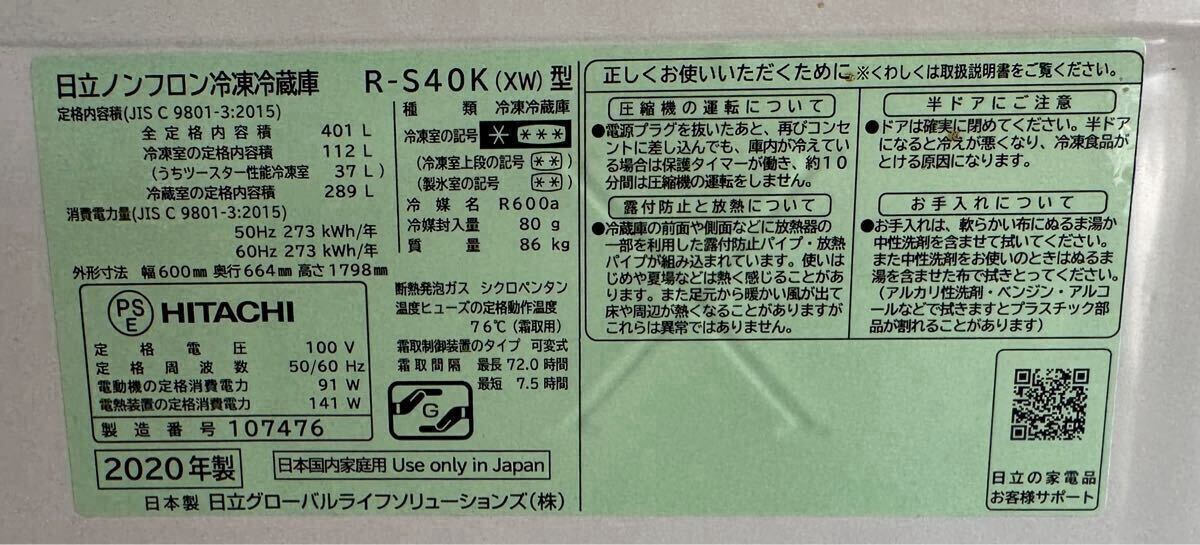 日立ノンフロン冷凍冷蔵庫 R-S40K(XW)型
定格内容積(JIS C 9801-3:2015)
全定格内容積 401 L
冷凍室の定格内容積 112 L
(うちツースター性能冷凍室 37 L)
冷蔵室の定格内容積 289 L
消費電力量(JIS C 9801-3:2015)
50Hz 273 kWh/年
60Hz 273 kWh/年
外形寸法 幅600mm 奥行664mm 高さ1798mm
PS
E
HITACHI
定格電圧 100 V
定格周波数 50/60 Hz
電動機の定格消費電力 91 W
電熱装置の定格消費電力 141 W
製造番号 107476
2020年製
日本国内家庭用 Use only in Japan
日本製 日立グローバルライフソリューションズ(株)
種類 冷凍冷蔵庫
冷凍室の記号 * ***
(冷凍室上段の記号 **)
(製氷室の記号 **)
冷媒名 R600a
冷媒封入量 80 g
質量 86 kg
断熱発泡ガス シクロペンタン
温度ヒューズの定格動作温度
76℃(霜取用)
霜取制御装置のタイプ 可変式
霜取間隔 最長 72.0 時間
最短 7.5 時間
G
正しくお使いいただくために ※くわしくは取扱説明書をご覧ください。
圧縮機の運転について
●電源プラグを抜いたあと、再びコンセ
ントに差し込んでも、庫内が冷えてい
る場合は保護タイマーが働き、約10
分間は圧縮機の運転をしません。
露付防止と放熱について
●冷蔵庫の前面や側面などに放熱器の
一部を利用した露付防止パイプ・放熱
パイプが組み込まれています。使いは
じめや夏場などは熱く感じることがあ
ります。また足元から暖かい風が出て
床や周辺が熱くなることがありますが
これらは異常ではありません。
半ドアにご注意
●ドアは確実に閉めてください。半ドア
になると冷えが悪くなり、冷凍食品が
とける原因になります。
お手入れについて
●お手入れは、軟らかい布にぬるま湯か
中性洗剤を含ませて拭いてください。
また中性洗剤をお使いのときはぬるま
湯を含ませた布で拭きとってください。
(アルカリ性洗剤・ベンジン・アルコ
ールなどで拭きますとプラスチック部
品が割れることがあります)
日立の家電品
お客様サポート